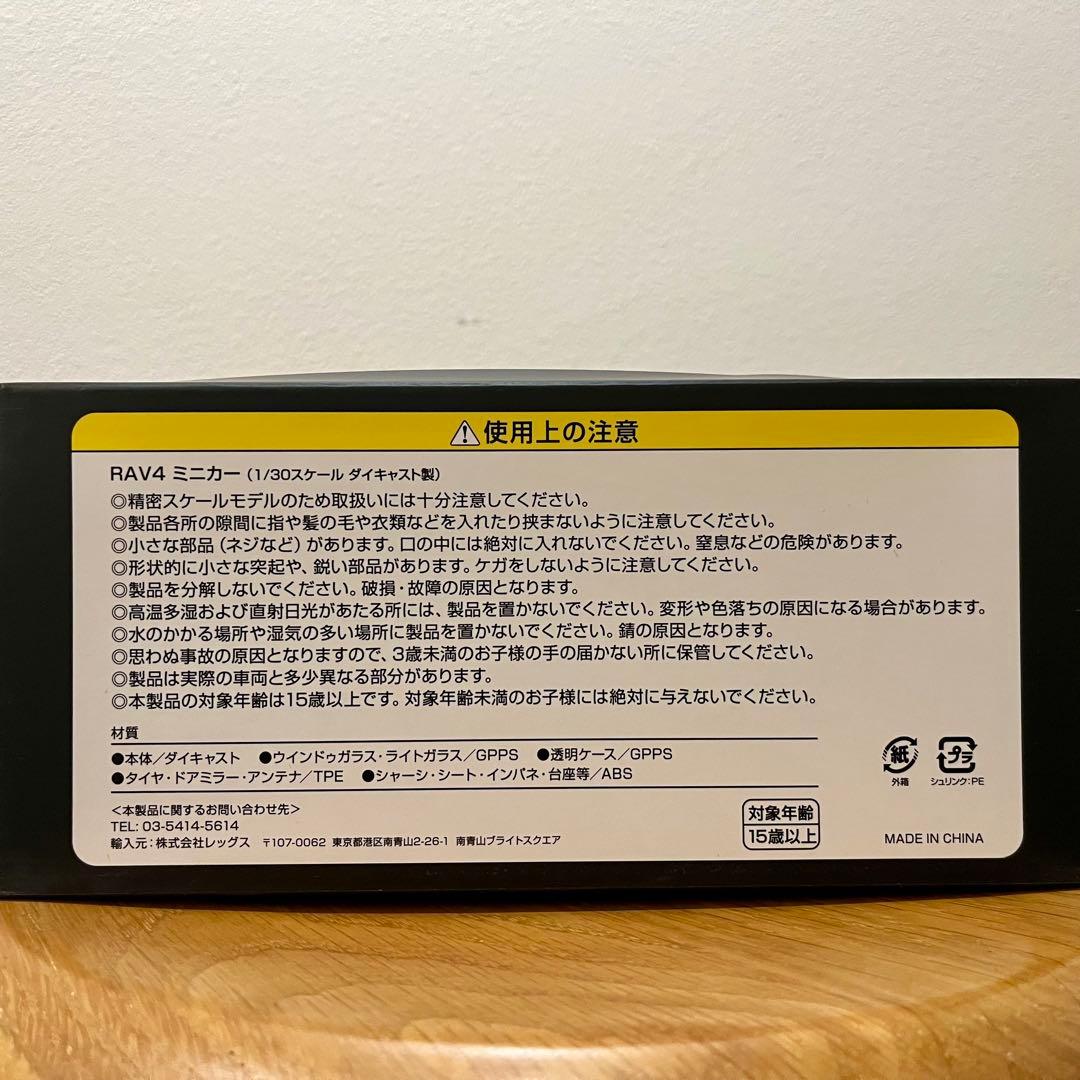 ⚠使用上の注意
RAV4 ミニカー（1/30スケール ダイキャスト製）
◎精密スケールモデルのため取扱いには十分注意してください。
◎製品各所の隙間に指や髪の毛や衣類などを入れたり挟まないように注意してください。
◎小さな部品（ネジなど）があります。口の中には絶対に入れないでください。窒息などの危険があります。
◎形状的に小さな突起や、鋭い部品があります。ケガをしないように注意してください。
◎製品を分解しないでください。破損・故障の原因となります。
◎高温多湿および直射日光があたる所には、製品を置かないでください。変形や色落ちの原因になる場合があります。
◎水のかかる場所や湿気の多い場所に製品を置かないでください。錆の原因となります。
◎思わぬ事故の原因となりますので、3歳未満のお子様の手の届かない所に保管してください。
◎製品は実際の車両と多少異なる部分があります。
◎本製品の対象年齢は15歳以上です。対象年齢未満のお子様には絶対に与えないでください。
材質
●本体／ダイキャスト ●ウインドゥガラス・ライトガラス／GPPS ●透明ケース／GPPS
●タイヤ・ドアミラー・アンテナ／TPE ●シャーシ・シート・インパネ・台座等／ABS
紙 プラ
外箱 シュリンク：PE
＜本製品に関するお問い合わせ先＞
TEL: 03-5414-5614
輸入元：株式会社レッグス 〒107-0062 東京都港区南青山2-26-1 南青山ブライトスクエア
対象年齢
15歳以上
MADE IN CHINA